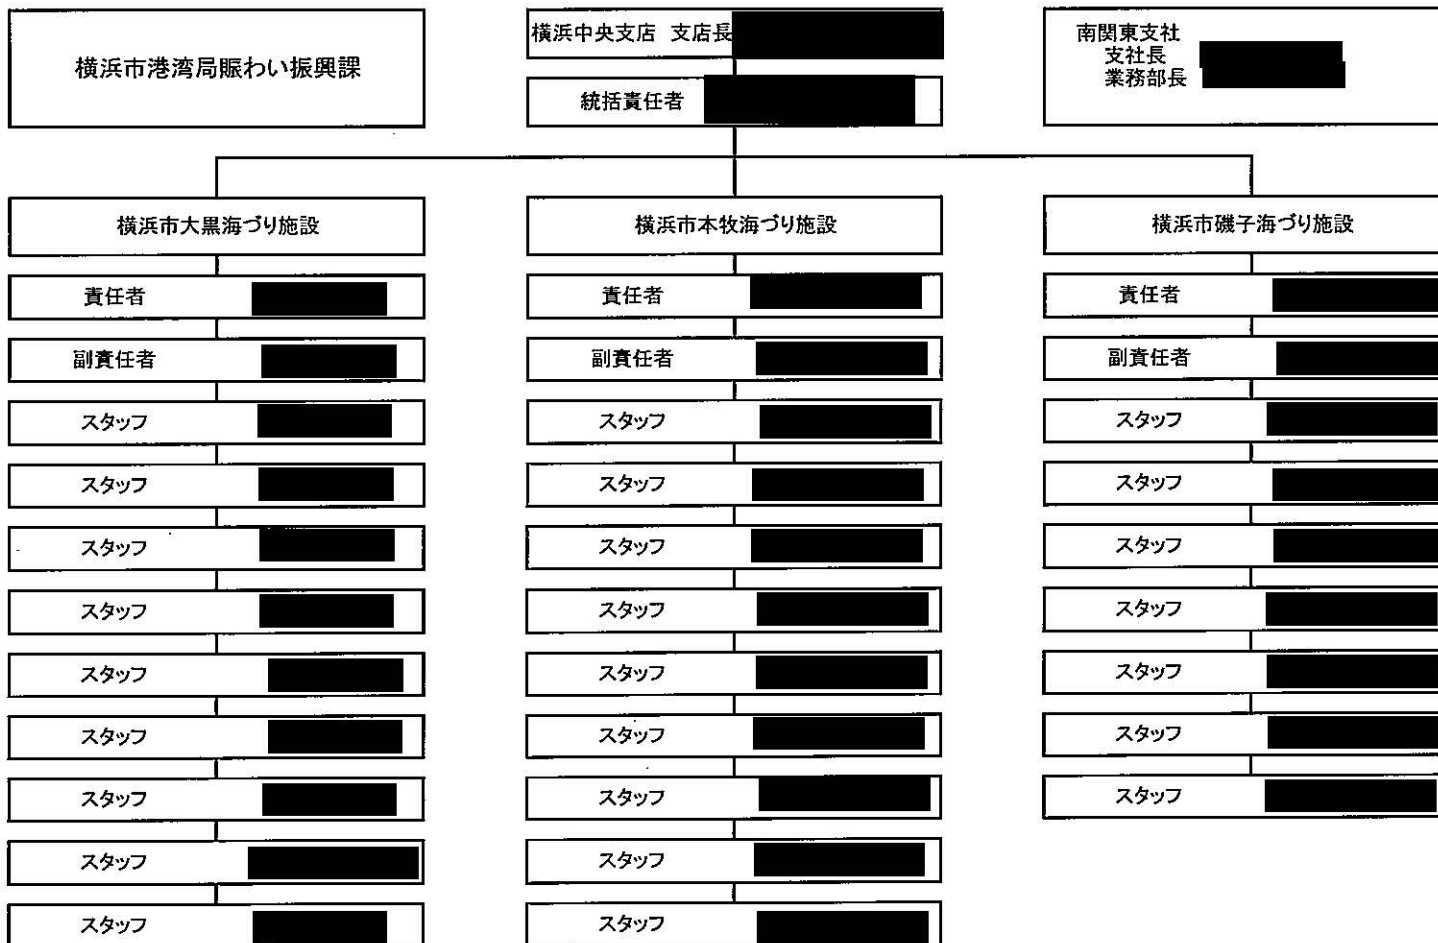 横浜市港湾局賑わい振興課
横浜中央支店 支店長
統括責任者
南関東支社
支社長
業務部長
横浜市大黒海づり施設
責任者
副責任者
スタッフ
スタッフ
スタッフ
スタッフ
スタッフ
スタッフ
スタッフ
スタッフ
スタッフ
横浜市本牧海づり施設
責任者
副責任者
スタッフ
スタッフ
スタッフ
スタッフ
スタッフ
スタッフ
スタッフ
スタッフ
スタッフ
横浜市磯子海づり施設
責任者
副責任者
スタッフ
スタッフ
スタッフ
スタッフ
スタッフ
スタッフ
スタッフ